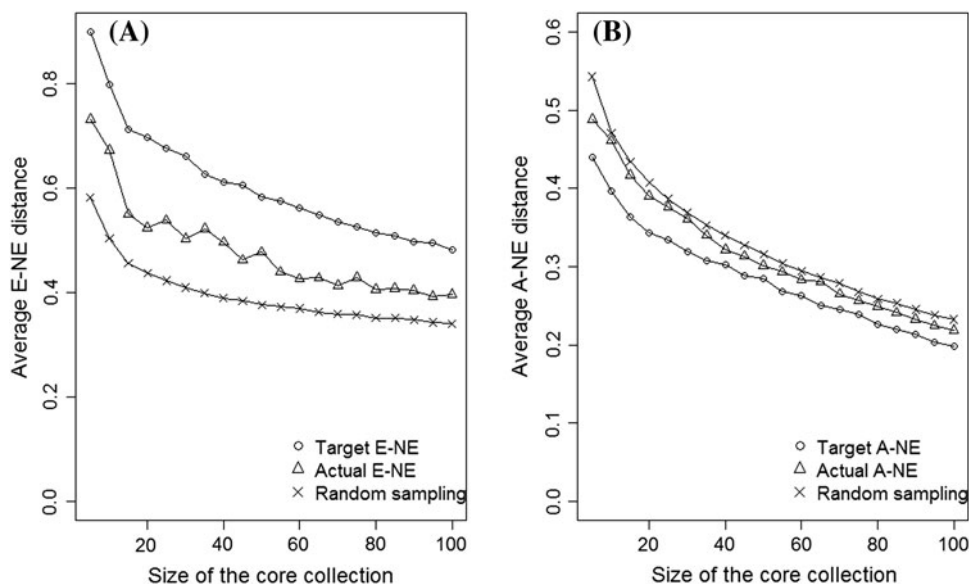 (A)
Average E-NE distance
0.8
0.6
0.4
0.2
0.0
Target E-NE
Actual E-NE
Random sampling
20 40 60 80 100
Size of the core collection
(B)
Average A-NE distance
0.6
0.5
0.4
0.3
0.2
0.1
0.0
Target A-NE
Actual A-NE
Random sampling
20 40 60 80 100
Size of the core collection